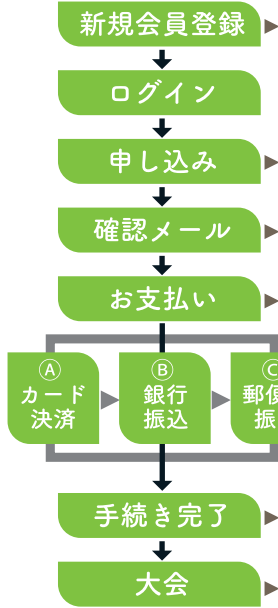 新規会員登録
ログイン
申し込み
確認メール
お支払い
Ⓐ
カード
決済
Ⓑ
銀行
振込
Ⓒ
郵便
振
手続き完了
大会